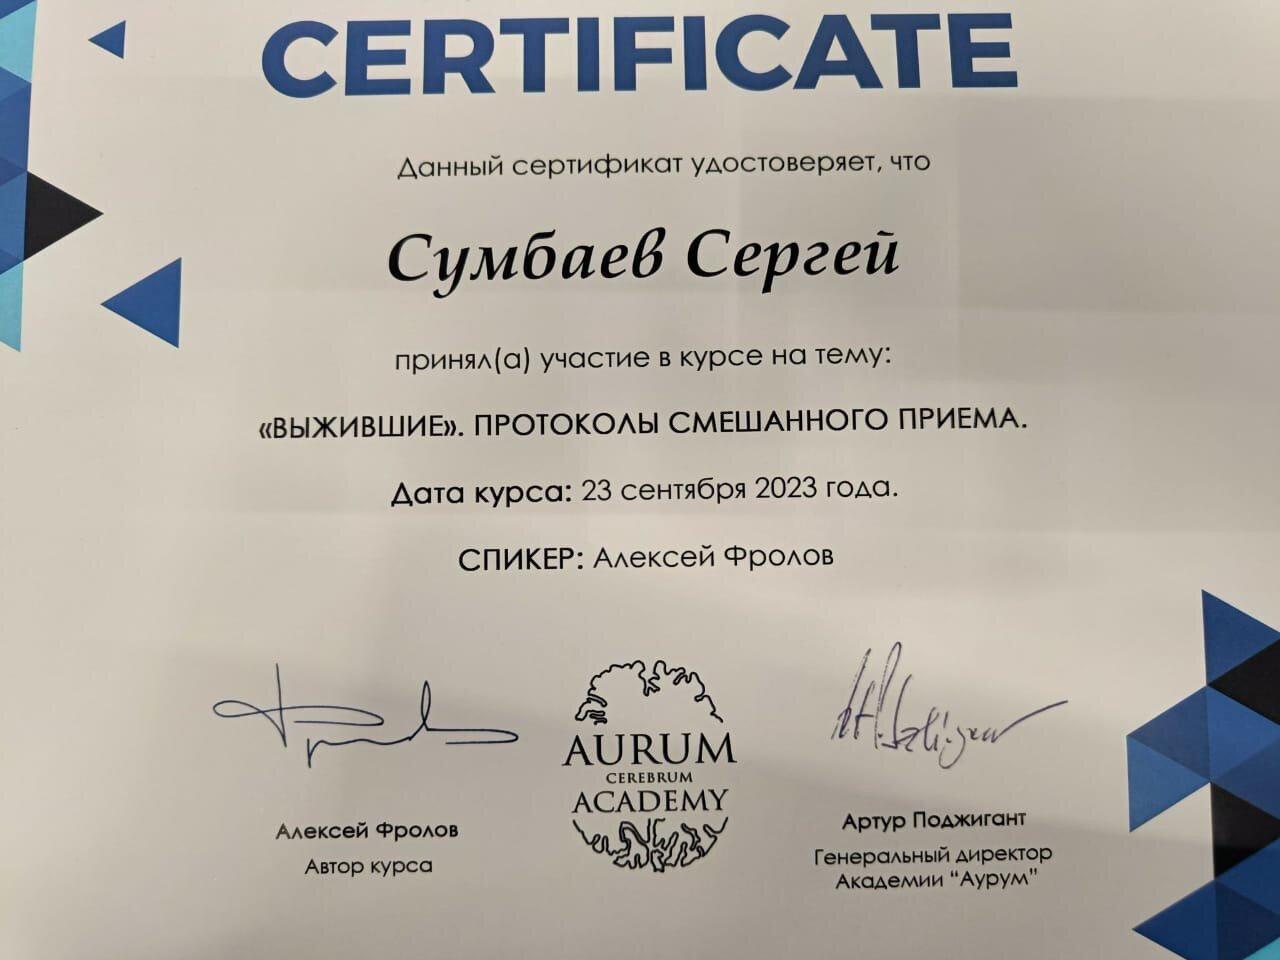 CERTIFICATE
Данный сертификат удостоверяет, что
Сумбаев Сергей
принял(а) участие в курсе на тему:
«ВЫЖИВШИЕ». ПРОТОКОЛЫ СМЕШАННОГО ПРИЕМА.
Дата курса: 23 сентября 2023 года.
СПИКЕР: Алексей Фролов
AURUM
CEREBRUM
ACADEMY
Алексей Фролов
Автор курса
Артур Поджигант
Генеральный директор
Академии “Аурум”